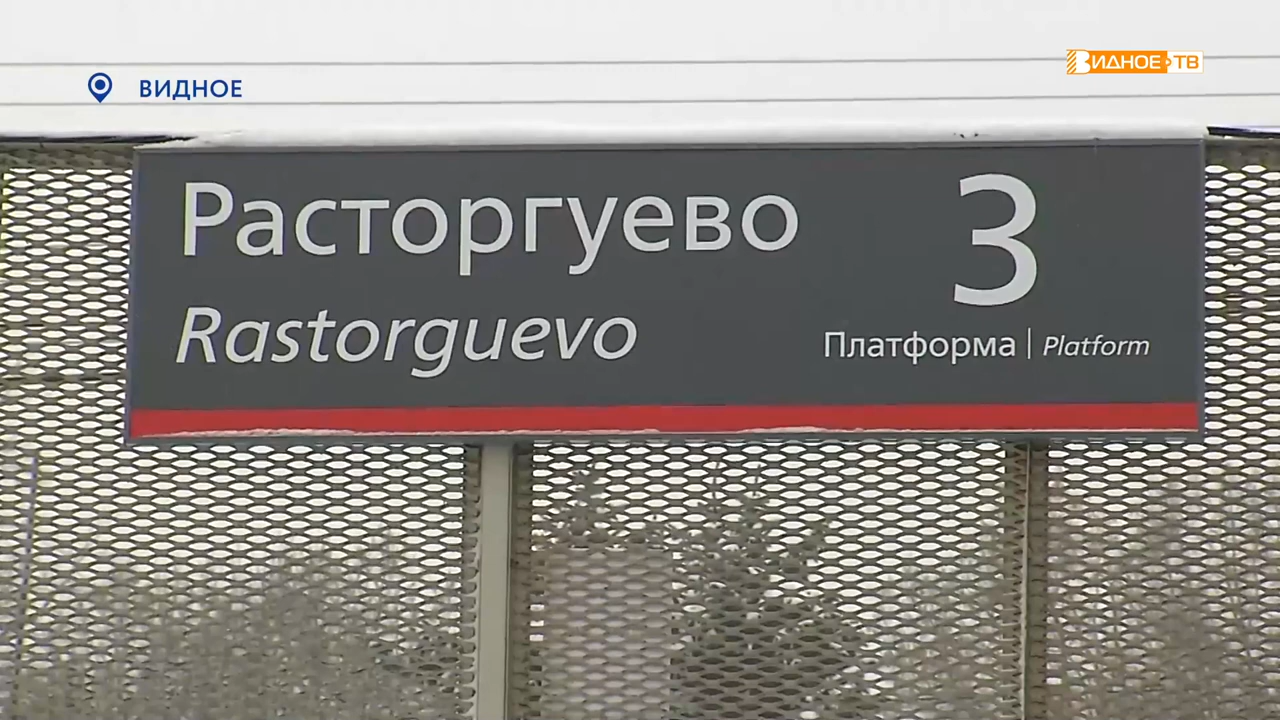 ВИДНОЕ
ВИДНОЕ ТВ
Расторгуево
Rastorguevo
3
Платформа | Platform